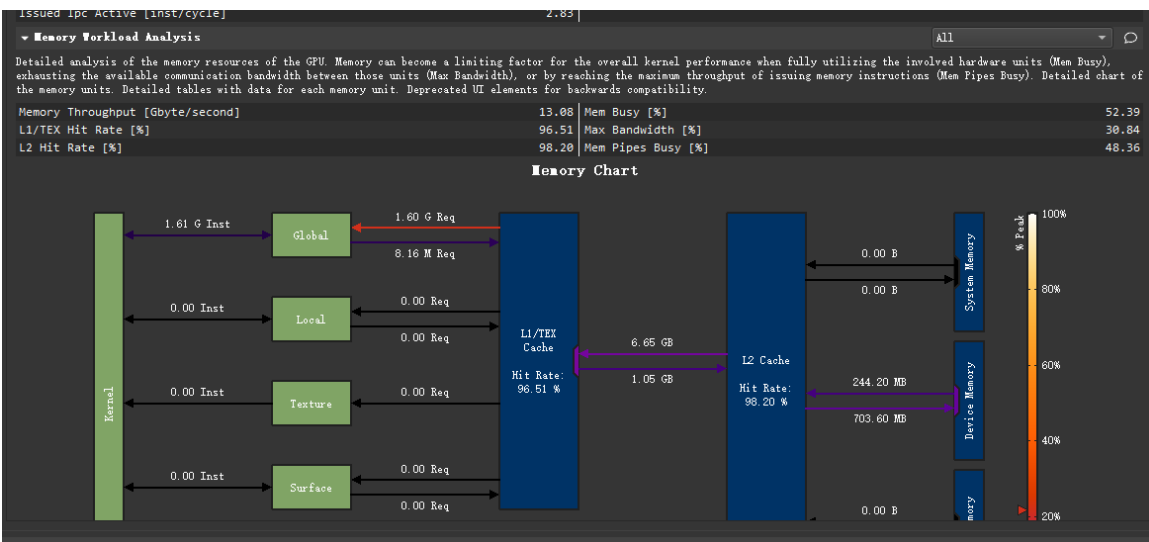 Issued Ipc Active [inst/cycle] 2.83
Memory Workload Analysis All
Detailed analysis of the memory resources of the GPU. Memory can become a limiting factor for the overall kernel performance when fully utilizing the involved hardware units (Mem Busy),
exhausting the available communication bandwidth between those units (Max Bandwidth), or by reaching the maximum throughput of issuing memory instructions (Mem Pipes Busy). Detailed chart of
the memory units. Detailed tables with data for each memory unit. Deprecated UI elements for backwards compatibility.
Memory Throughput [Gbyte/second] 13.08 Mem Busy [%] 52.39
L1/TEX Hit Rate [%] 96.51 Max Bandwidth [%] 30.84
L2 Hit Rate [%] 98.20 Mem Pipes Busy [%] 48.36
Memory Chart
Kernel
1.61 G Inst
Global
1.60 G Req
8.16 M Req
0.00 Inst
Local
0.00 Req
0.00 Req
0.00 Inst
Texture
0.00 Req
0.00 Inst
Surface
0.00 Req
0.00 Req
L1/TEX
Cache
Hit Rate:
96.51 %
6.65 GB
1.05 GB
L2 Cache
Hit Rate:
98.20 %
0.00 B
0.00 B
System Memory
244.20 MB
703.60 MB
Device Memory
0.00 B
% Peak
100%
80%
60%
40%
20%